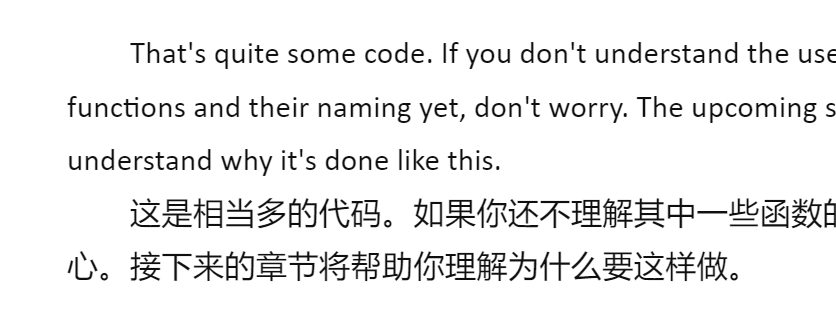 That's quite some code. If you don't understand the use
functions and their naming yet, don't worry. The upcoming s
understand why it's done like this.
这是相当多的代码。如果你还不理解其中一些函数的
心。接下来的章节将帮助你理解为什么要这样做。